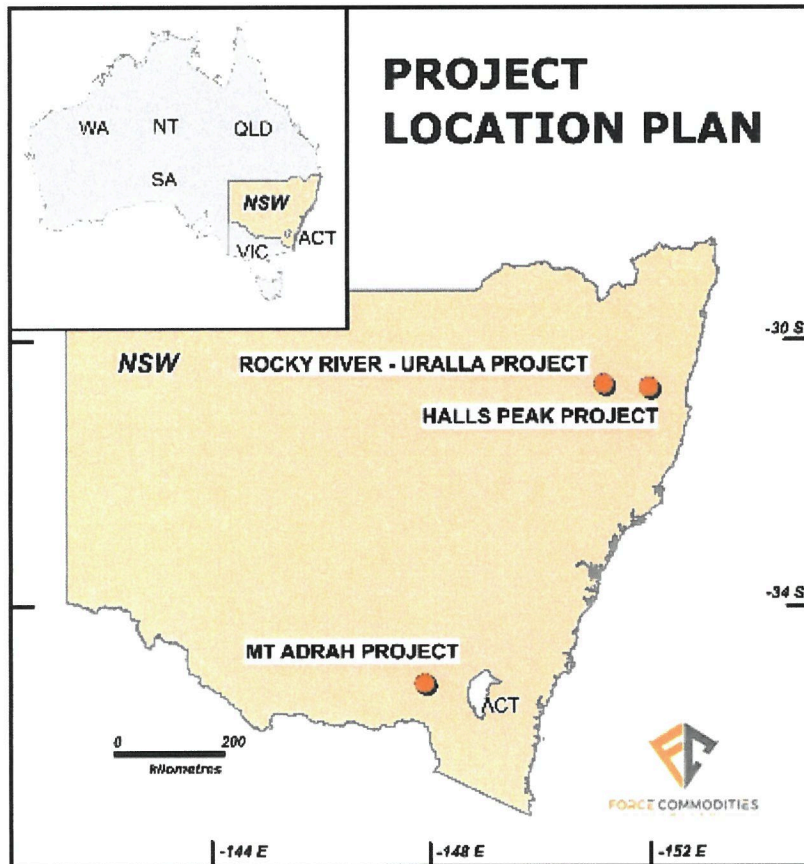 PROJECT
LOCATION PLAN
WA
NT
QLD
SA
NSW
ACT
VIC
-30 S
NSW
ROCKY RIVER - URALLA PROJECT
HALLS PEAK PROJECT
-34 S
MT ADRAH PROJECT
ACT
0 200
kilometres
FORCE COMMODITIES
-144 E
-148 E
-152 E